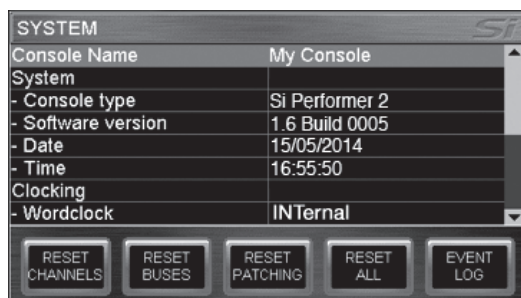 SYSTEM Si
Console Name My Console
System
- Console type Si Performer 2
- Software version 1.6 Build 0005
- Date 15/05/2014
- Time 16:55:50
Clocking
- Wordclock INTernal
RESET CHANNELS
RESET BUSES
RESET PATCHING
RESET ALL
EVENT LOG